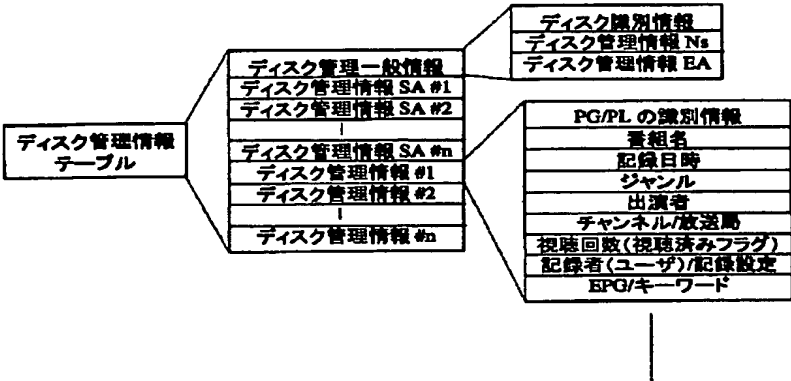 ディスク管理情報
テーブル
ディスク管理一般情報
ディスク管理情報 SA #1
ディスク管理情報 SA #2
ディスク管理情報 SA #n
ディスク管理情報 #1
ディスク管理情報 #2
ディスク管理情報 #n
ディスク識別情報
ディスク管理情報 Ns
ディスク管理情報 EA
PG/PL の識別情報
番組名
記録日時
ジャンル
出演者
チャンネル/放送局
視聴回数(視聴済みフラグ)
記録者(ユーザ)/記録設定
EPG/キーワード